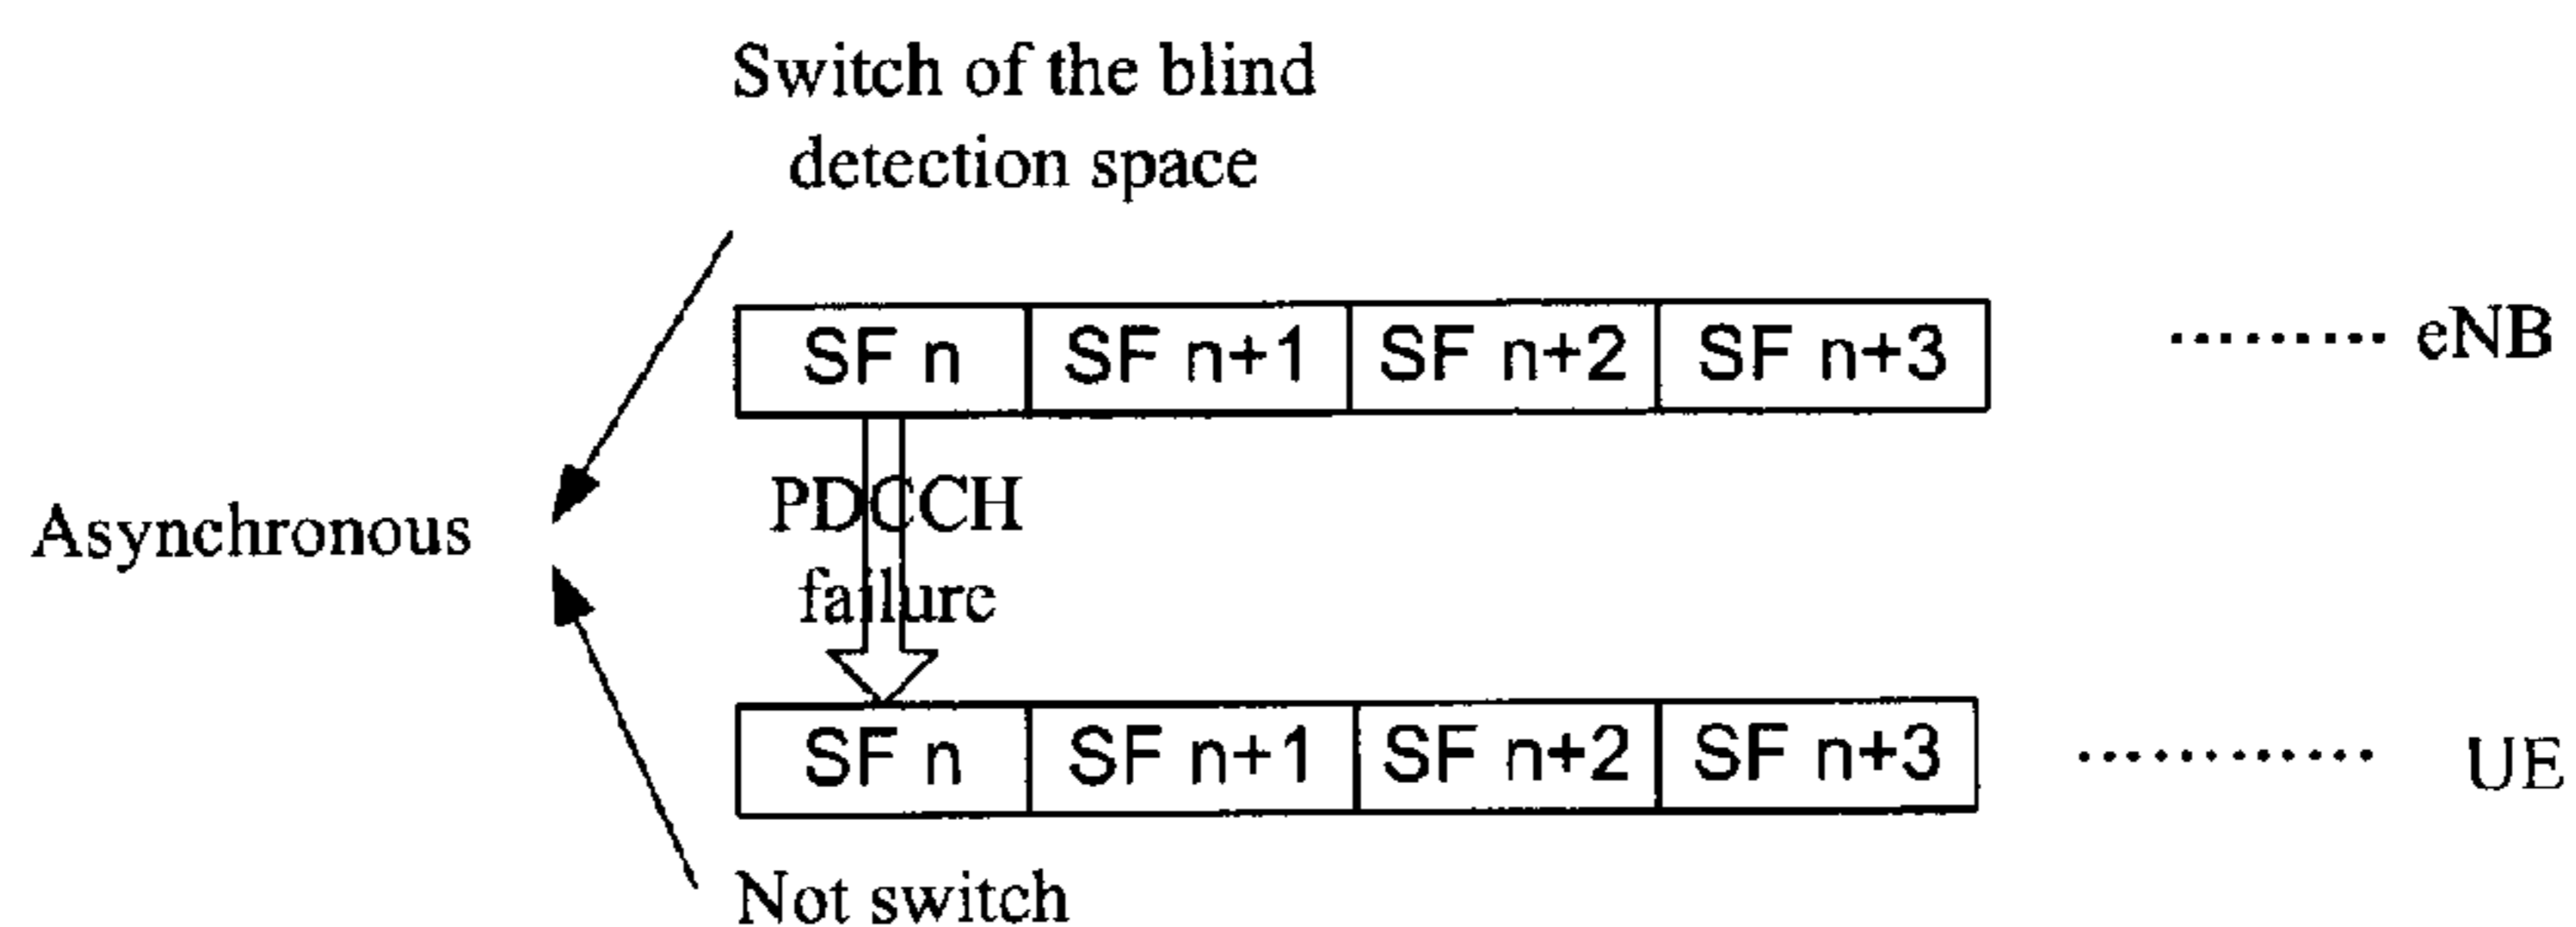 Switch of the blind
detection space
SF n SF n+1 SF n+2 SF n+3 ......... eNB
PDCCH
Asynchronous
failure
SF n SF n+1 SF n+2 SF n+3 ............ UE
Not switch